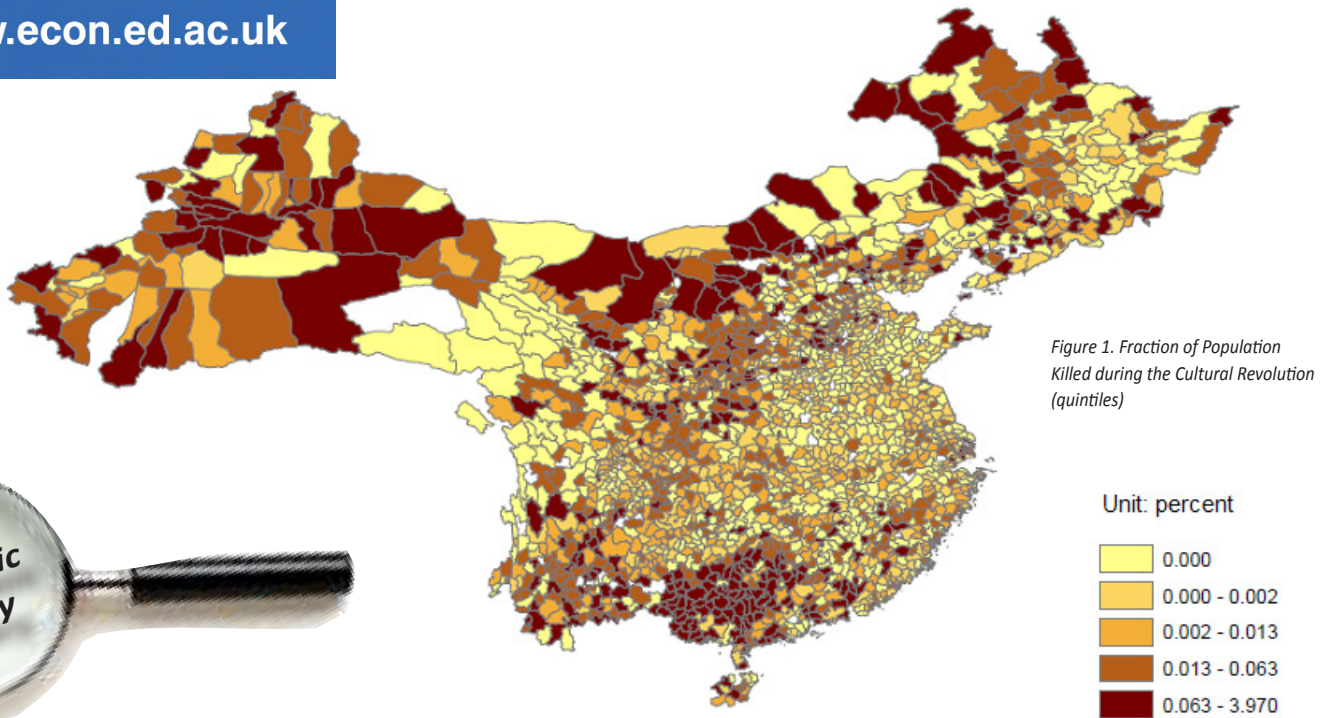 .econ.ed.ac.uk
Figure 1. Fraction of Population
Killed during the Cultural Revolution
(quintiles)
Unit: percent
0.000
0.000 - 0.002
0.002 - 0.013
0.013 - 0.063
0.063 - 3.970
ic
y